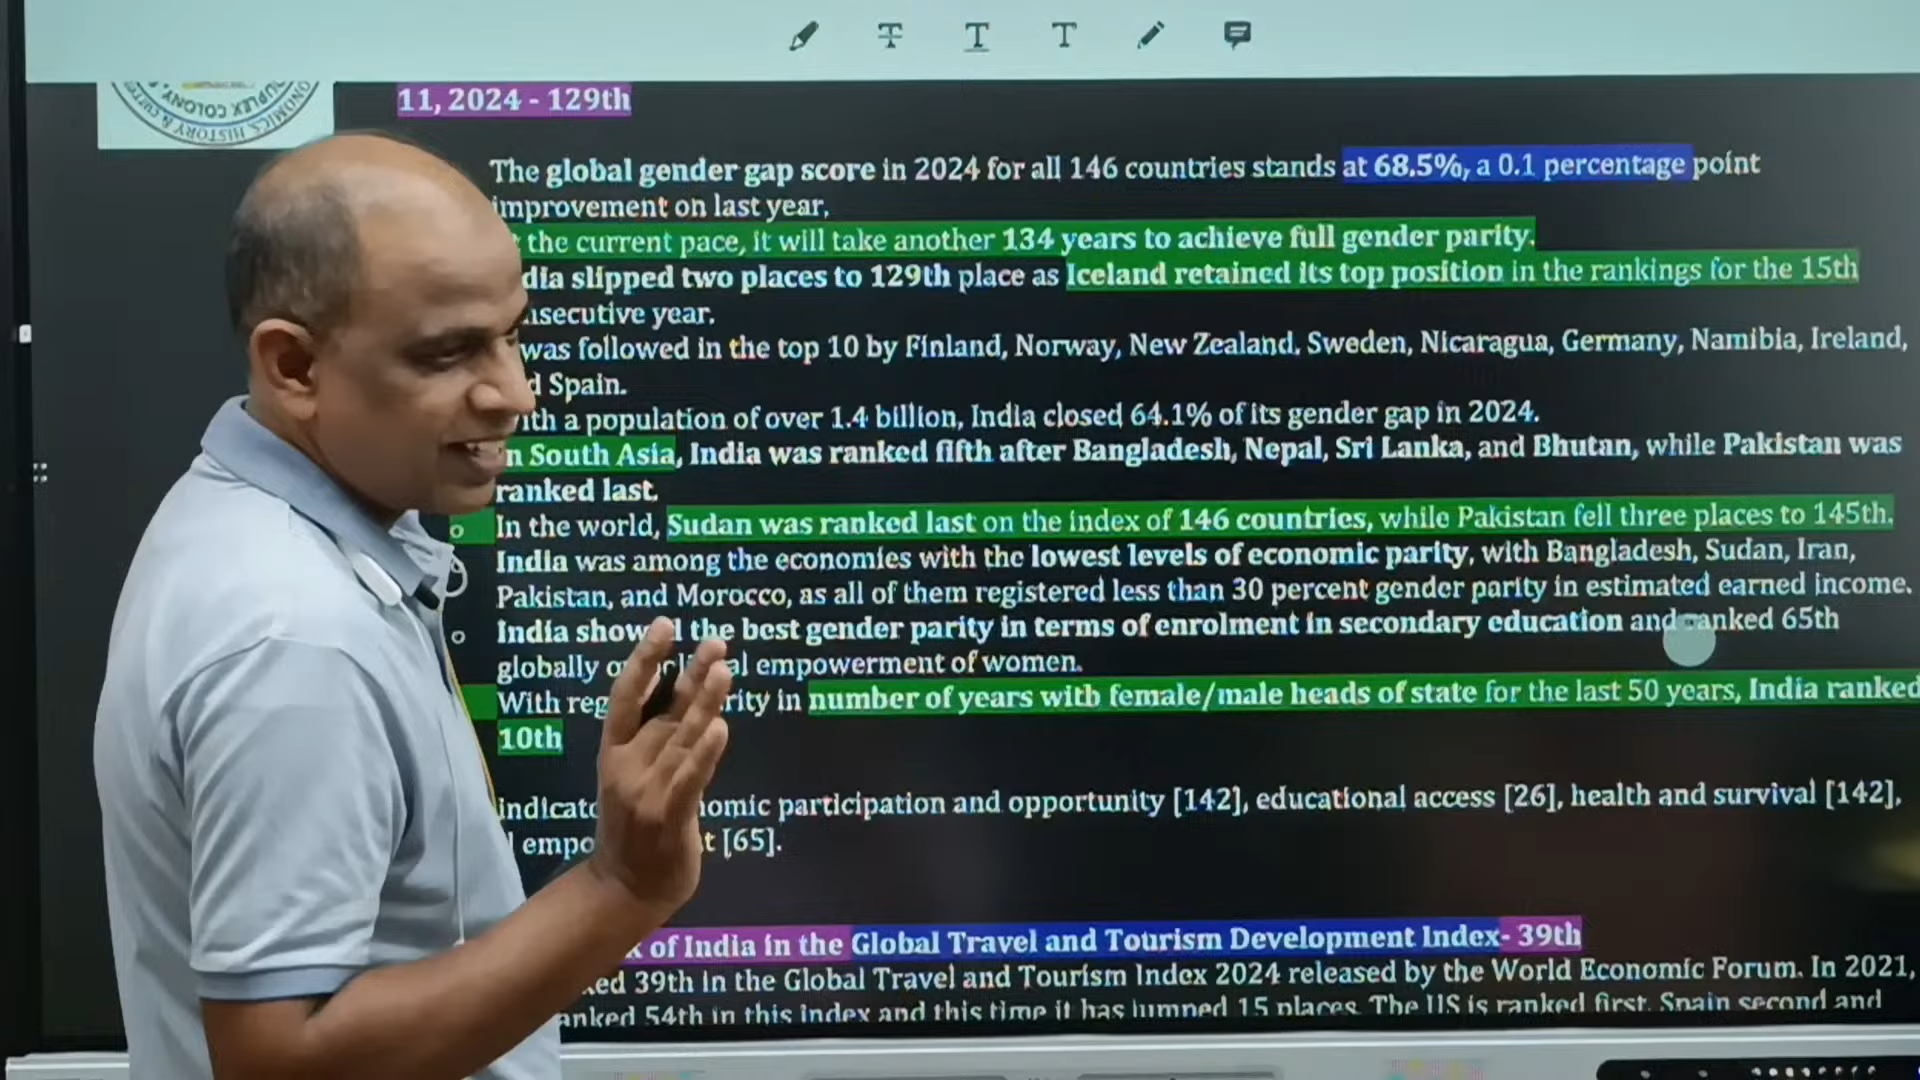 DUPLEX COLONY,
NOMICS, HISTORY & curre
11, 2024 - 129th
The global gender gap score in 2024 for all 146 countries stands at 68.5%, a 0.1 percentage point
improvement on last year,
the current pace, it will take another 134 years to achieve full gender parity.
dia slipped two places to 129th place as Iceland retained its top position in the rankings for the 15th
nsecutive year.
was followed in the top 10 by Finland, Norway, New Zealand, Sweden, Nicaragua, Germany, Namibia, Ireland,
d Spain.
ith a population of over 1.4 billion, India closed 64.1% of its gender gap in 2024.
n South Asia, India was ranked fifth after Bangladesh, Nepal, Sri Lanka, and Bhutan, while Pakistan was
ranked last.
In the world, Sudan was ranked last on the index of 146 countries, while Pakistan fell three places to 145th.
India was among the economies with the lowest levels of economic parity, with Bangladesh, Sudan, Iran,
Pakistan, and Morocco, as all of them registered less than 30 percent gender parity in estimated earned income.
India showed the best gender parity in terms of enrolment in secondary education and ranked 65th
globally empowerment of women.
With rity in number of years with female/male heads of state for the last 50 years, India ranked
10th
indicato nomic participation and opportunity [142], educational access [26], health and survival [142],
l empo t [65].
k of India in the Global Travel and Tourism Development Index- 39th
ked 39th in the Global Travel and Tourism Index 2024 released by the World Economic Forum. In 2021,
anked 54th in this index and this time it has jumped 15 places. The US is ranked first, Spain second and